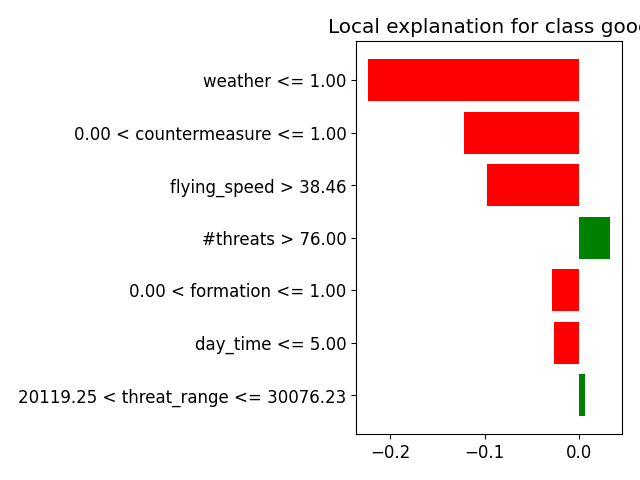 Local explanation for class good
weather <= 1.00
0.00 < countermeasure <= 1.00
flying_speed > 38.46
#threats > 76.00
0.00 < formation <= 1.00
day_time <= 5.00
20119.25 < threat_range <= 30076.23
−0.2 −0.1 0.0